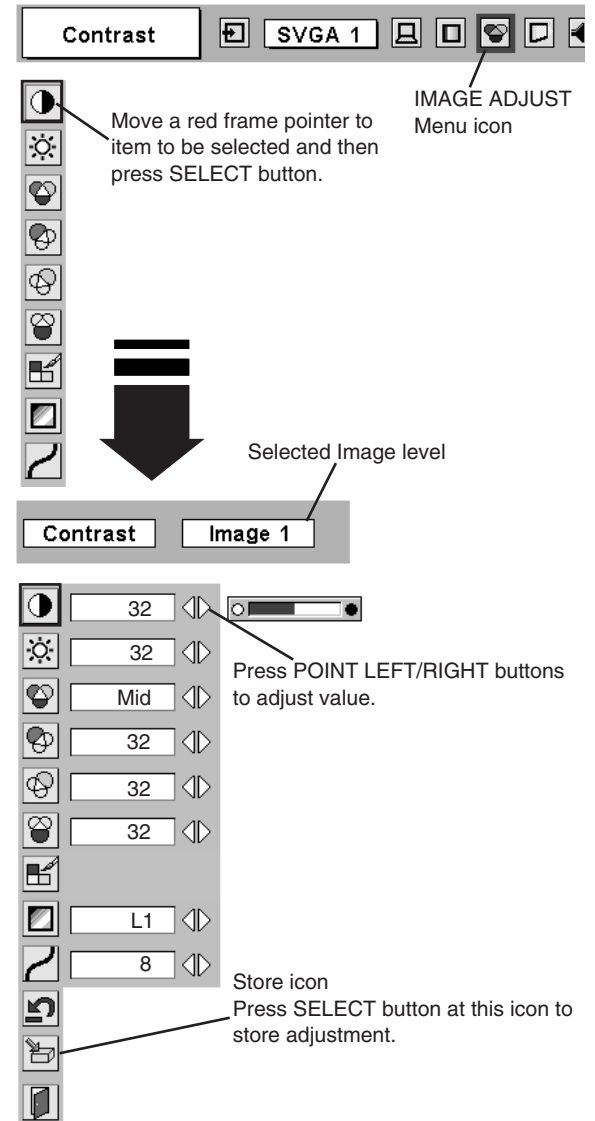 Contrast
SVGA 1
IMAGE ADJUST
Menu icon
Move a red frame pointer to
item to be selected and then
press SELECT button.
Selected Image level
Contrast
Image 1
32
32
Press POINT LEFT/RIGHT buttons
to adjust value.
Mid
32
32
32
L1
8
Store icon
Press SELECT button at this icon to
store adjustment.